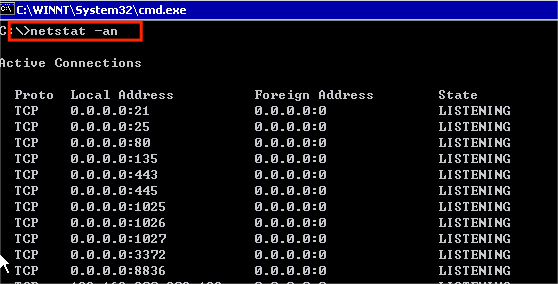 C:\WINNT\System32\cmd.exe
C:\>netstat -an
Active Connections
Proto Local Address Foreign Address State
TCP 0.0.0.0:21 0.0.0.0:0 LISTENING
TCP 0.0.0.0:25 0.0.0.0:0 LISTENING
TCP 0.0.0.0:80 0.0.0.0:0 LISTENING
TCP 0.0.0.0:135 0.0.0.0:0 LISTENING
TCP 0.0.0.0:443 0.0.0.0:0 LISTENING
TCP 0.0.0.0:445 0.0.0.0:0 LISTENING
TCP 0.0.0.0:1025 0.0.0.0:0 LISTENING
TCP 0.0.0.0:1026 0.0.0.0:0 LISTENING
TCP 0.0.0.0:1027 0.0.0.0:0 LISTENING
TCP 0.0.0.0:3372 0.0.0.0:0 LISTENING
TCP 0.0.0.0:8836 0.0.0.0:0 LISTENING